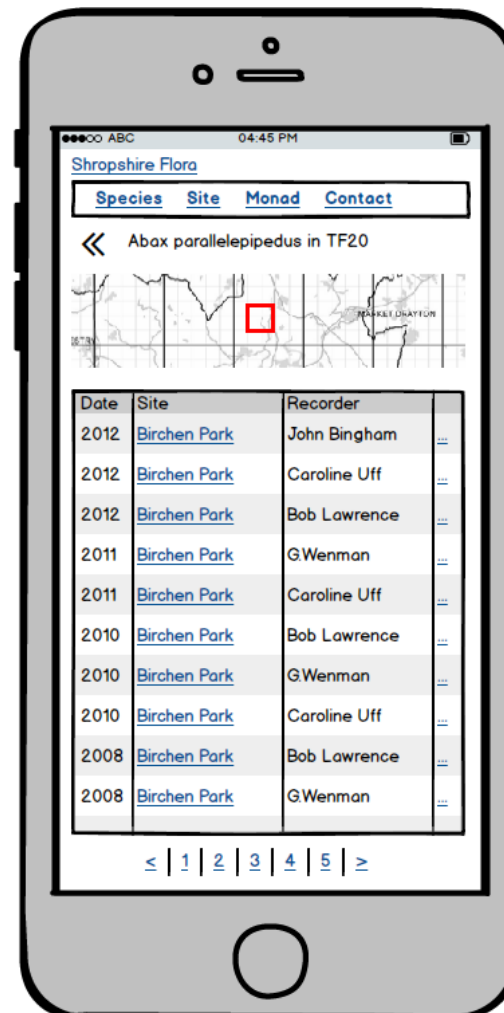 ABC 04:45 PM
Shropshire Flora
Species Site Monad Contact
Abax parallelepipedus in TF20
MARKET DRAYTON
STRY
Date Site Recorder
2012 Birchen Park John Bingham ...
2012 Birchen Park Caroline Uff ...
2012 Birchen Park Bob Lawrence ...
2011 Birchen Park G.Wenman ...
2011 Birchen Park Caroline Uff ...
2010 Birchen Park Bob Lawrence ...
2010 Birchen Park G.Wenman ...
2010 Birchen Park Caroline Uff ...
2008 Birchen Park Bob Lawrence ...
2008 Birchen Park G.Wenman ...
< | 1 | 2 | 3 | 4 | 5 | >